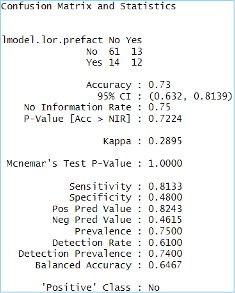 Confusion Matrix and Statistics
lmodel.lor.prefact No Yes
No 61 13
Yes 14 12
Accuracy : 0.73
95% CI : (0.632, 0.8139)
No Information Rate : 0.75
P-Value [Acc > NIR] : 0.7224
Kappa : 0.2895
Mcnemar's Test P-Value : 1.0000
Sensitivity : 0.8133
Specificity : 0.4800
Pos Pred Value : 0.8243
Neg Pred Value : 0.4615
Prevalence : 0.7500
Detection Rate : 0.6100
Detection Prevalence : 0.7400
Balanced Accuracy : 0.6467
'Positive' Class : No